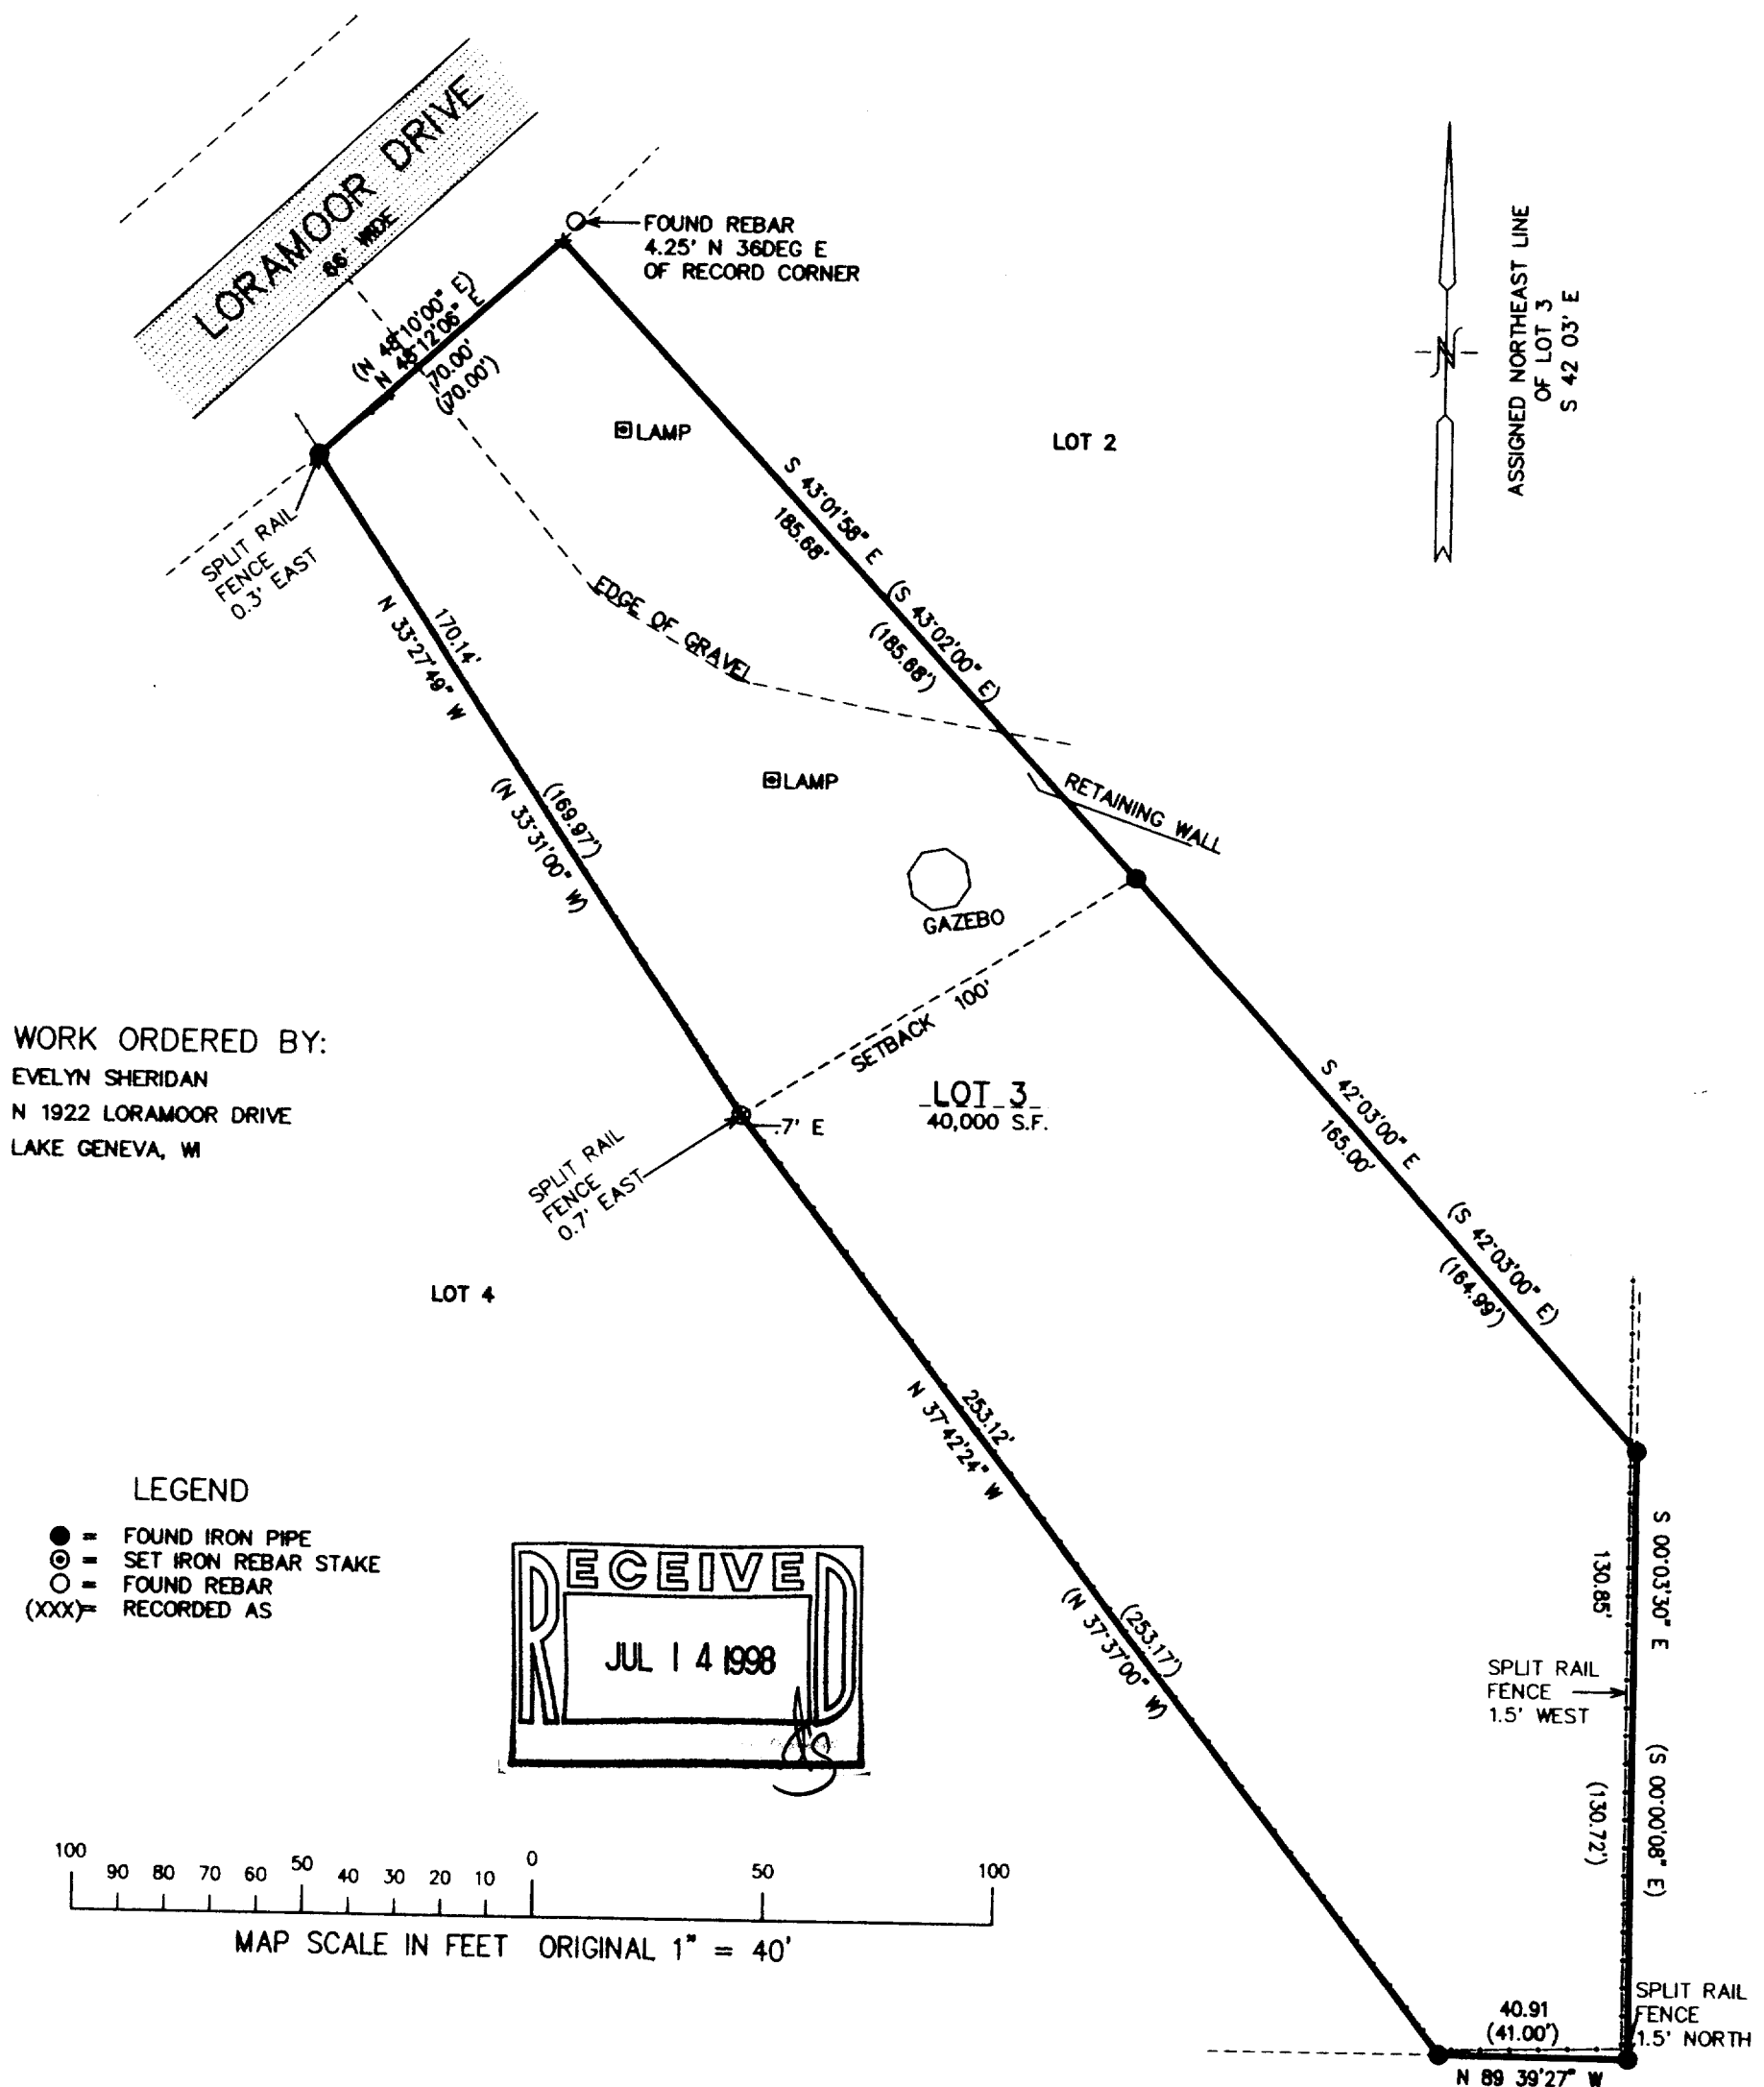 LORAMOOR DRIVE
66' WIDE
FOUND REBAR
4.25' N 36DEG E
OF RECORD CORNER
(N 48°10'00" E)
N 48°12'06" E
70.00'
(70.00')
ASSIGNED NORTHEAST LINE
OF LOT 3
S 42 03' E
N
LAMP
LOT 2
S 43°01'58" E
185.68'
(S 43°02'00" E)
(185.68')
SPLIT RAIL
FENCE
0.3' EAST
EDGE OF GRAVEL
170.14'
N 33°27'49" W
(169.97')
(N 33°31'00" W)
LAMP
RETAINING WALL
GAZEBO
SETBACK 100'
WORK ORDERED BY:
EVELYN SHERIDAN
N 1922 LORAMOOR DRIVE
LAKE GENEVA, WI
LOT 3
40,000 S.F.
.7' E
SPLIT RAIL
FENCE
0.7' EAST
S 42°03'00" E
165.00'
(S 42°03'00" E)
(164.99')
LOT 4
253.12'
N 37°42'24" W
(253.17')
(N 37°37'00" W)
LEGEND
= FOUND IRON PIPE
= SET IRON REBAR STAKE
= FOUND REBAR
(XXX)= RECORDED AS
RECEIVED
JUL 14 1998
S 00°03'30" E
130.85'
SPLIT RAIL
FENCE
1.5' WEST
(S 00°00'08" E)
(130.72')
100 90 80 70 60 50 40 30 20 10 0 50 100
MAP SCALE IN FEET ORIGINAL 1" = 40'
SPLIT RAIL
FENCE
1.5' NORTH
40.91
(41.00')
N 89 39'27" W